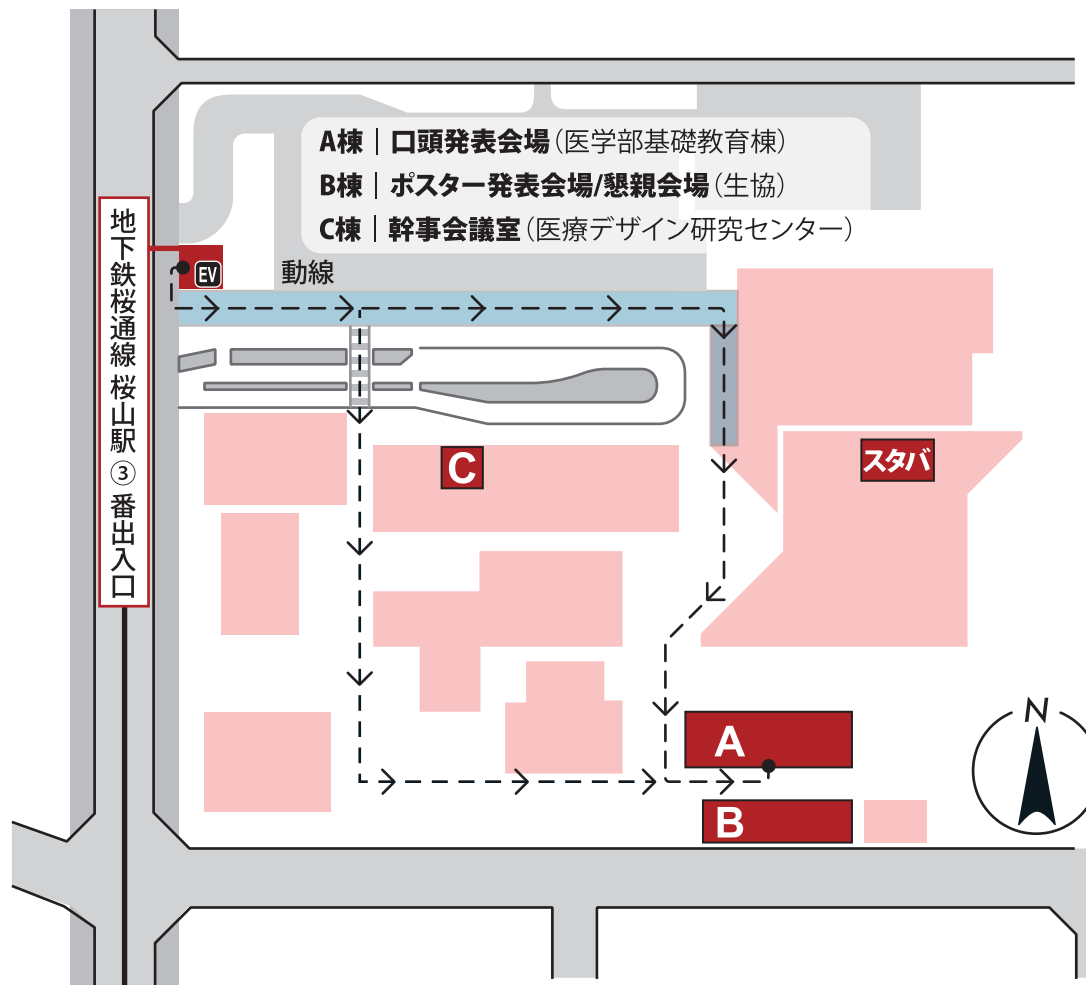 A棟｜口頭発表会場（医学部基礎教育棟）
B棟｜ポスター発表会場/懇親会場（生協）
C棟｜幹事会議室（医療デザイン研究センター）
地下鉄桜通線 桜山駅 ③ 番出入口
EV
動線
C
スタバ
A
B
N